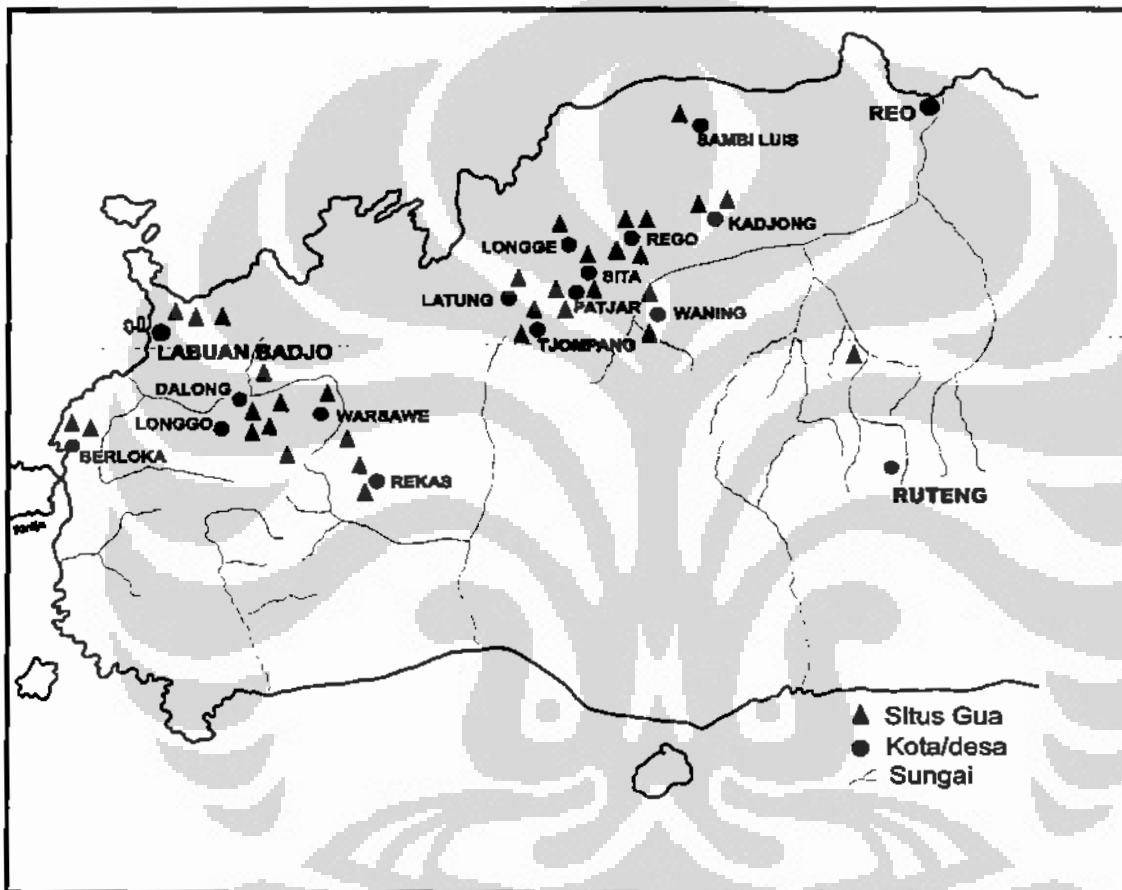 REO
SAMBI LUIS
KADJONG
REGO
LONGGE
SITA
LATUNG
PATJAR
WANING
TJOMPANG
LABUAN BADJO
DALONG
WARSAWE
LONGGO
BERLOKA
REKAS
RUTENG
Situs Gua
Kota/desa
Sungai